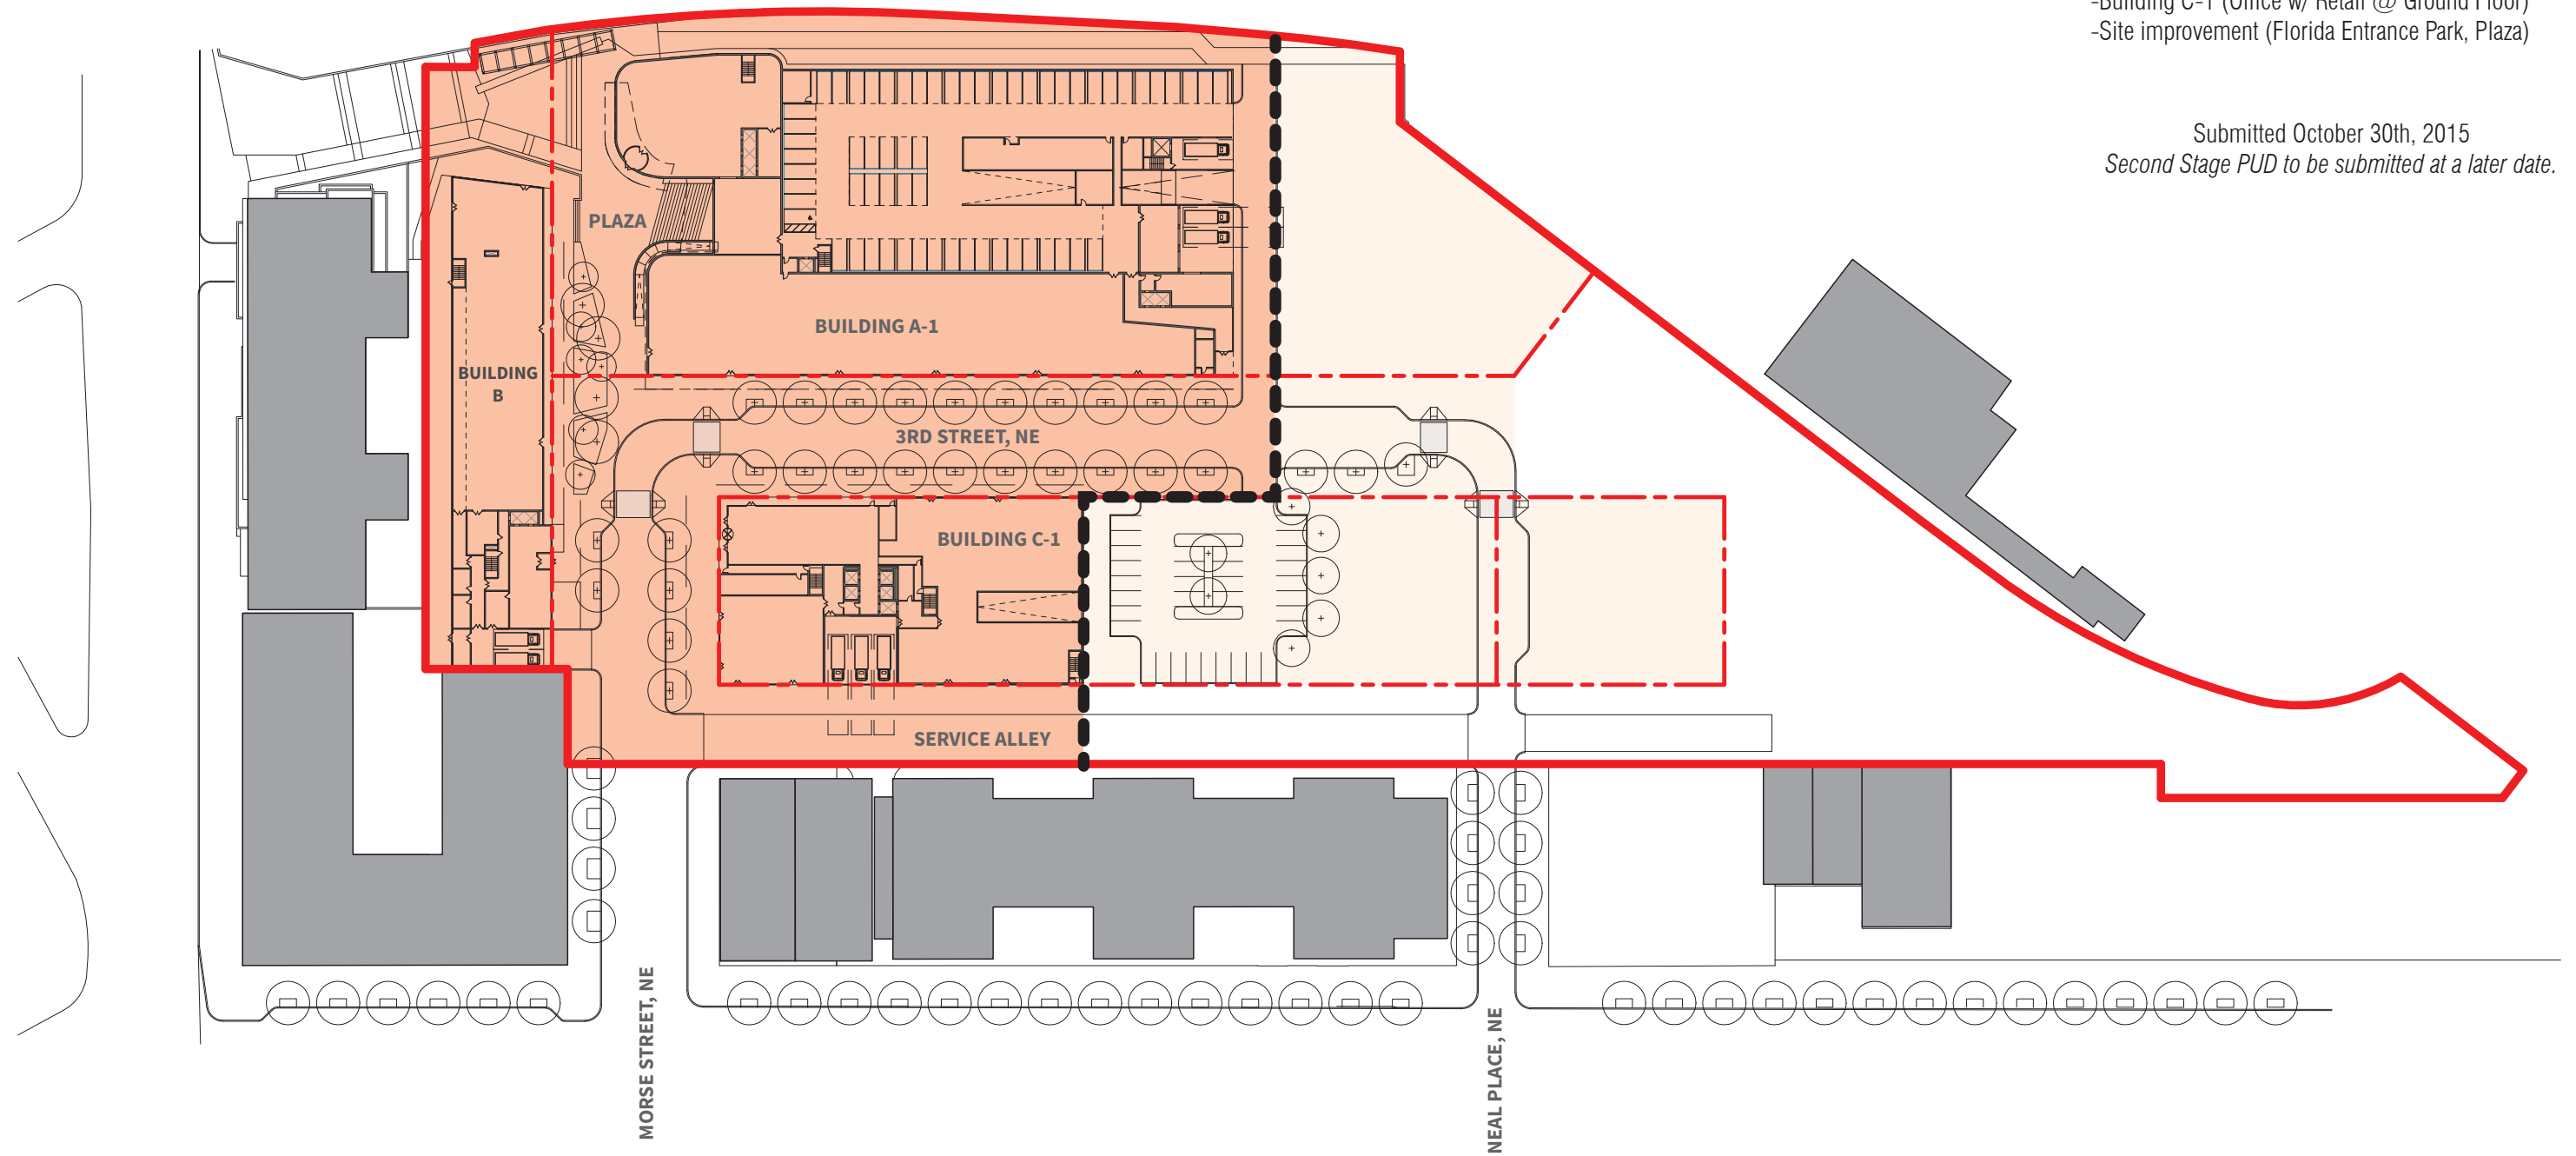 -Building C-1 (Office w/ Retail @ Ground Floor)
-Site improvement (Florida Entrance Park, Plaza)
Submitted October 30th, 2015
Second Stage PUD to be submitted at a later date.
PLAZA
BUILDING A-1
BUILDING
B
3RD STREET, NE
BUILDING C-1
SERVICE ALLEY
MORSE STREET, NE
NEAL PLACE, NE